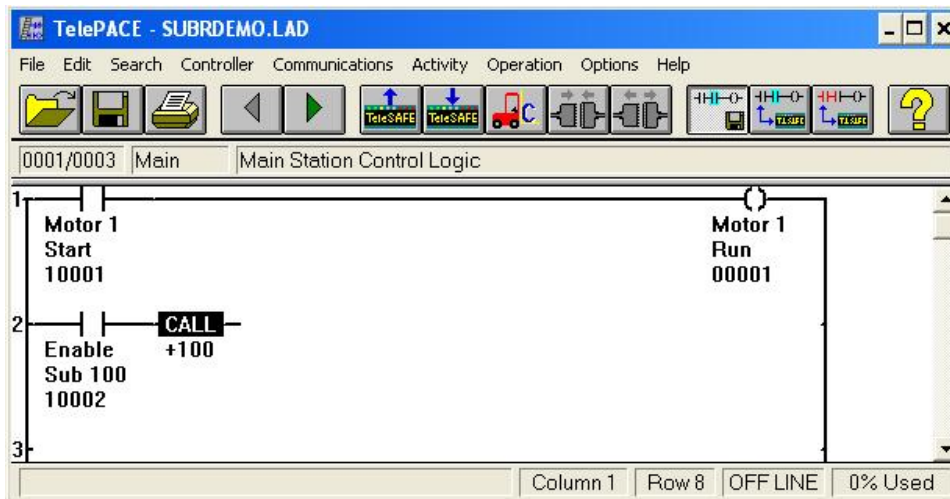 TelePACE - SUBRDEMO.LAD
File Edit Search Controller Communications Activity Operation Options Help
TeleSAFE TeleSAFE C TLSAFE TLSAFE ?
0001/0003 Main Main Station Control Logic
1
Motor 1 Motor 1
Start Run
10001 00001
2 CALL
Enable +100
Sub 100
10002
3
Column 1 Row 8 OFF LINE 0% Used